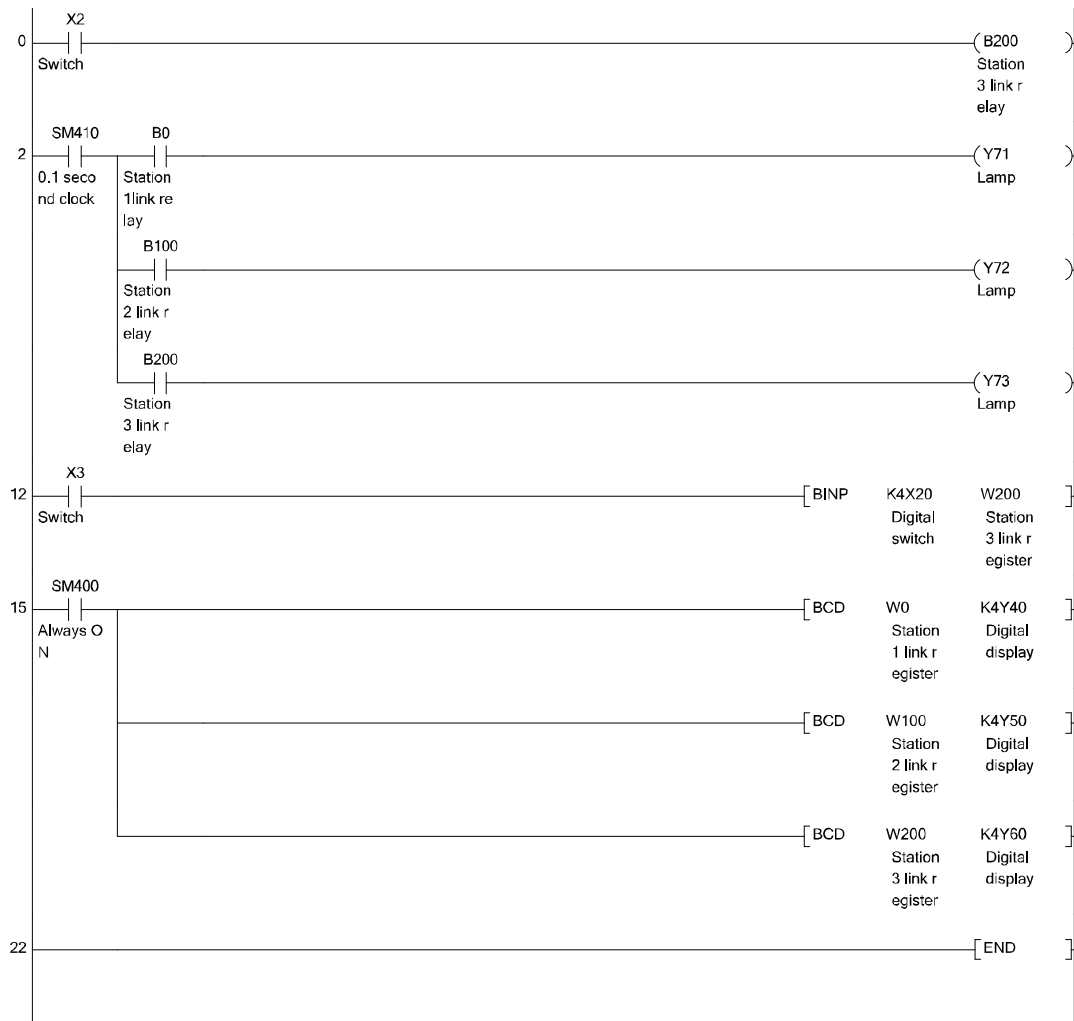 X2
0 B200
Switch Station
3 link r
elay
SM410 B0
2 Y71
0.1 seco Station Lamp
nd clock 1link re
lay
B100
Y72
Station Lamp
2 link r
elay
B200
Y73
Station Lamp
3 link r
elay
X3
12 BINP K4X20 W200
Switch Digital Station
switch 3 link r
egister
SM400
15 BCD W0 K4Y40
Always O Station Digital
N 1 link r display
egister
BCD W100 K4Y50
Station Digital
2 link r display
egister
BCD W200 K4Y60
Station Digital
3 link r display
egister
22 END